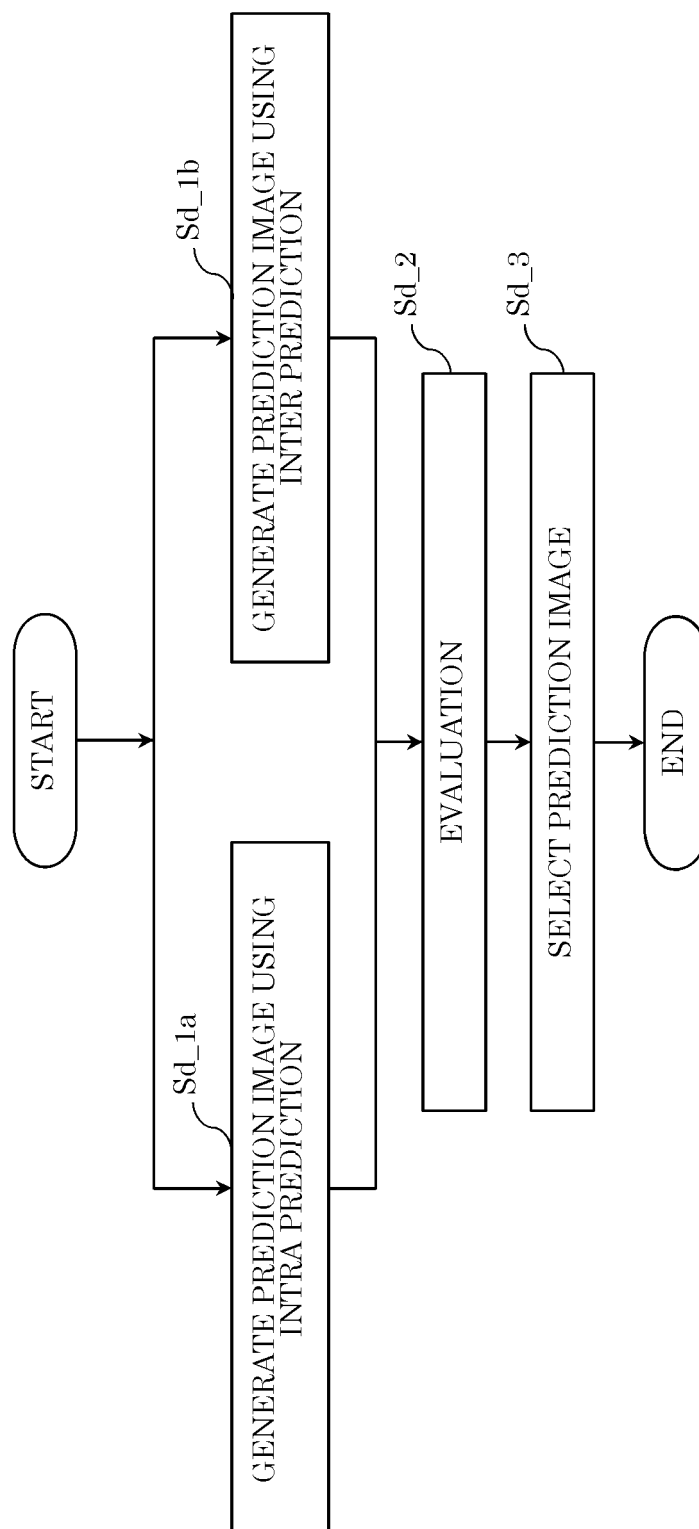 START
Sd_1a
GENERATE PREDICTION IMAGE USING
INTRA PREDICTION
Sd_1b
GENERATE PREDICTION IMAGE USING
INTER PREDICTION
Sd_2
EVALUATION
Sd_3
SELECT PREDICTION IMAGE
END